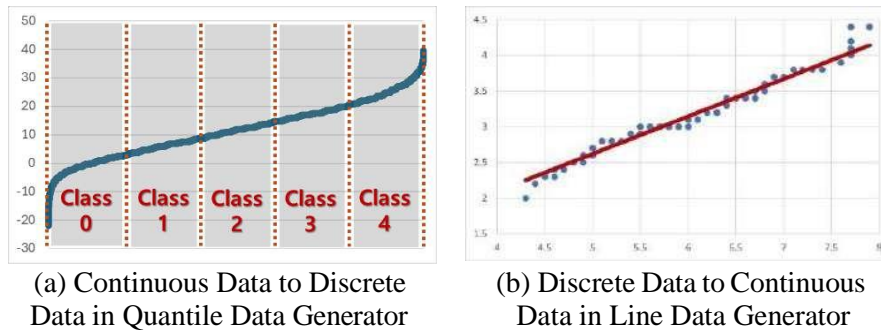 50
40
30
20
10
0
-10
-20
-30
Class 0
Class 1
Class 2
Class 3
Class 4
4.5
4
3.5
3
2.5
2
1.5
4
4.5
5
5.5
6
6.5
7
7.5
8
(a) Continuous Data to Discrete
Data in Quantile Data Generator
(b) Discrete Data to Continuous
Data in Line Data Generator